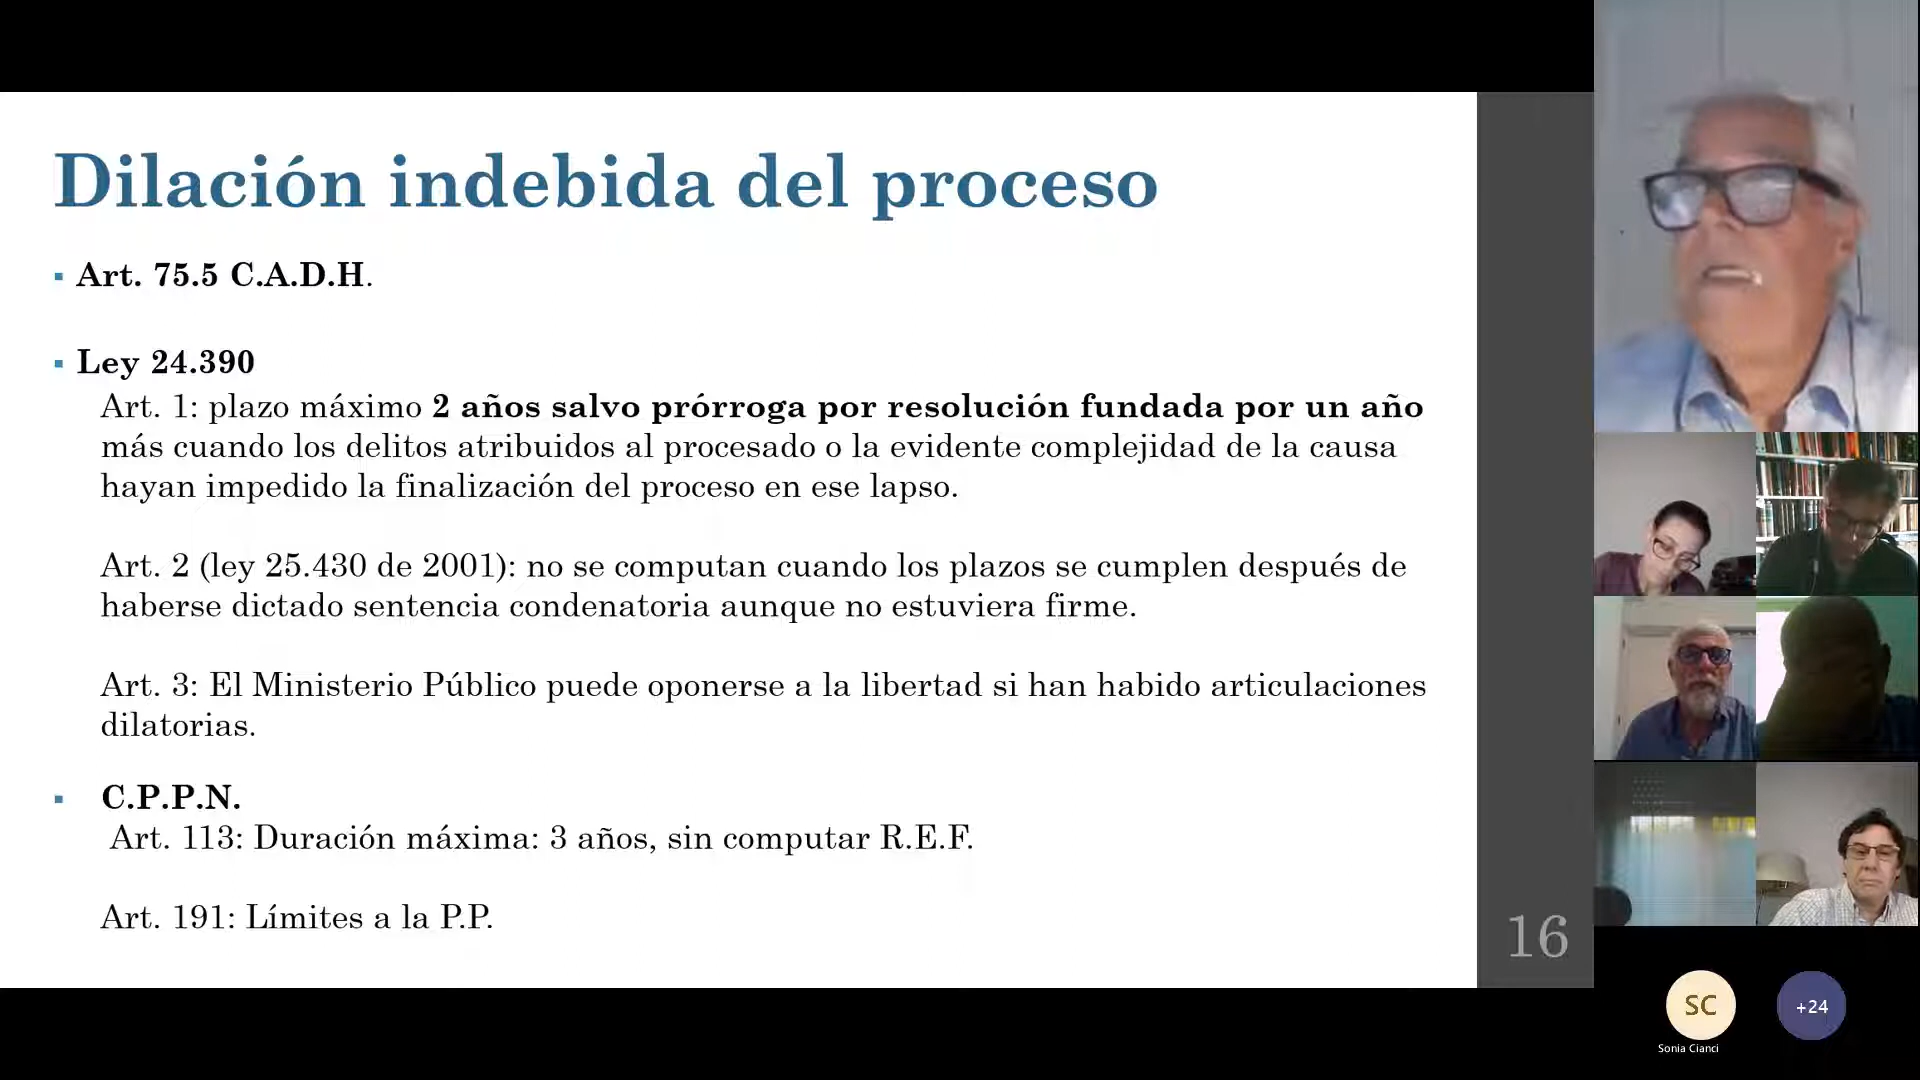 Dilación indebida del proceso
▪ Art. 75.5 C.A.D.H.
▪ Ley 24.390
Art. 1: plazo máximo 2 años salvo prórroga por resolución fundada por un año
más cuando los delitos atribuidos al procesado o la evidente complejidad de la causa
hayan impedido la finalización del proceso en ese lapso.
Art. 2 (ley 25.430 de 2001): no se computan cuando los plazos se cumplen después de
haberse dictado sentencia condenatoria aunque no estuviera firme.
Art. 3: El Ministerio Público puede oponerse a la libertad si han habido articulaciones
dilatorias.
▪ C.P.P.N.
Art. 113: Duración máxima: 3 años, sin computar R.E.F.
Art. 191: Límites a la P.P.
16
SC
+24
Sonia Cianci